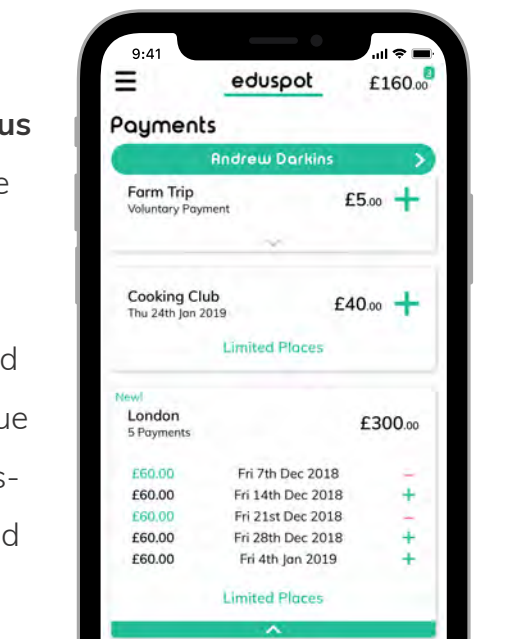 us
e
d
ue
s-
d
9:41
eduspot £160.00 2
Payments
Andrew Darkins
Farm Trip £5.00
Voluntary Payment
Cooking Club £40.00
Thu 24th Jan 2019
Limited Places
New!
London £300.00
5 Payments
£60.00 Fri 7th Dec 2018 –
£60.00 Fri 14th Dec 2018 +
£60.00 Fri 21st Dec 2018 –
£60.00 Fri 28th Dec 2018 +
£60.00 Fri 4th Jan 2019 +
Limited Places